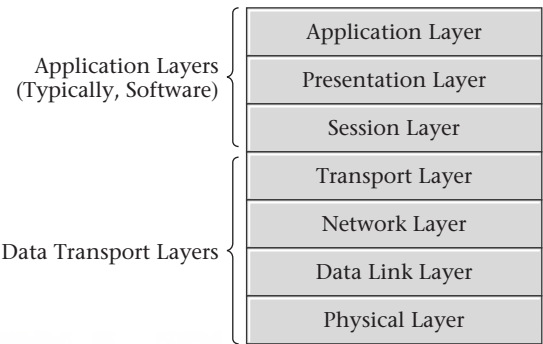 Application Layers
(Typically, Software)
Application Layer
Presentation Layer
Session Layer
Data Transport Layers
Transport Layer
Network Layer
Data Link Layer
Physical Layer